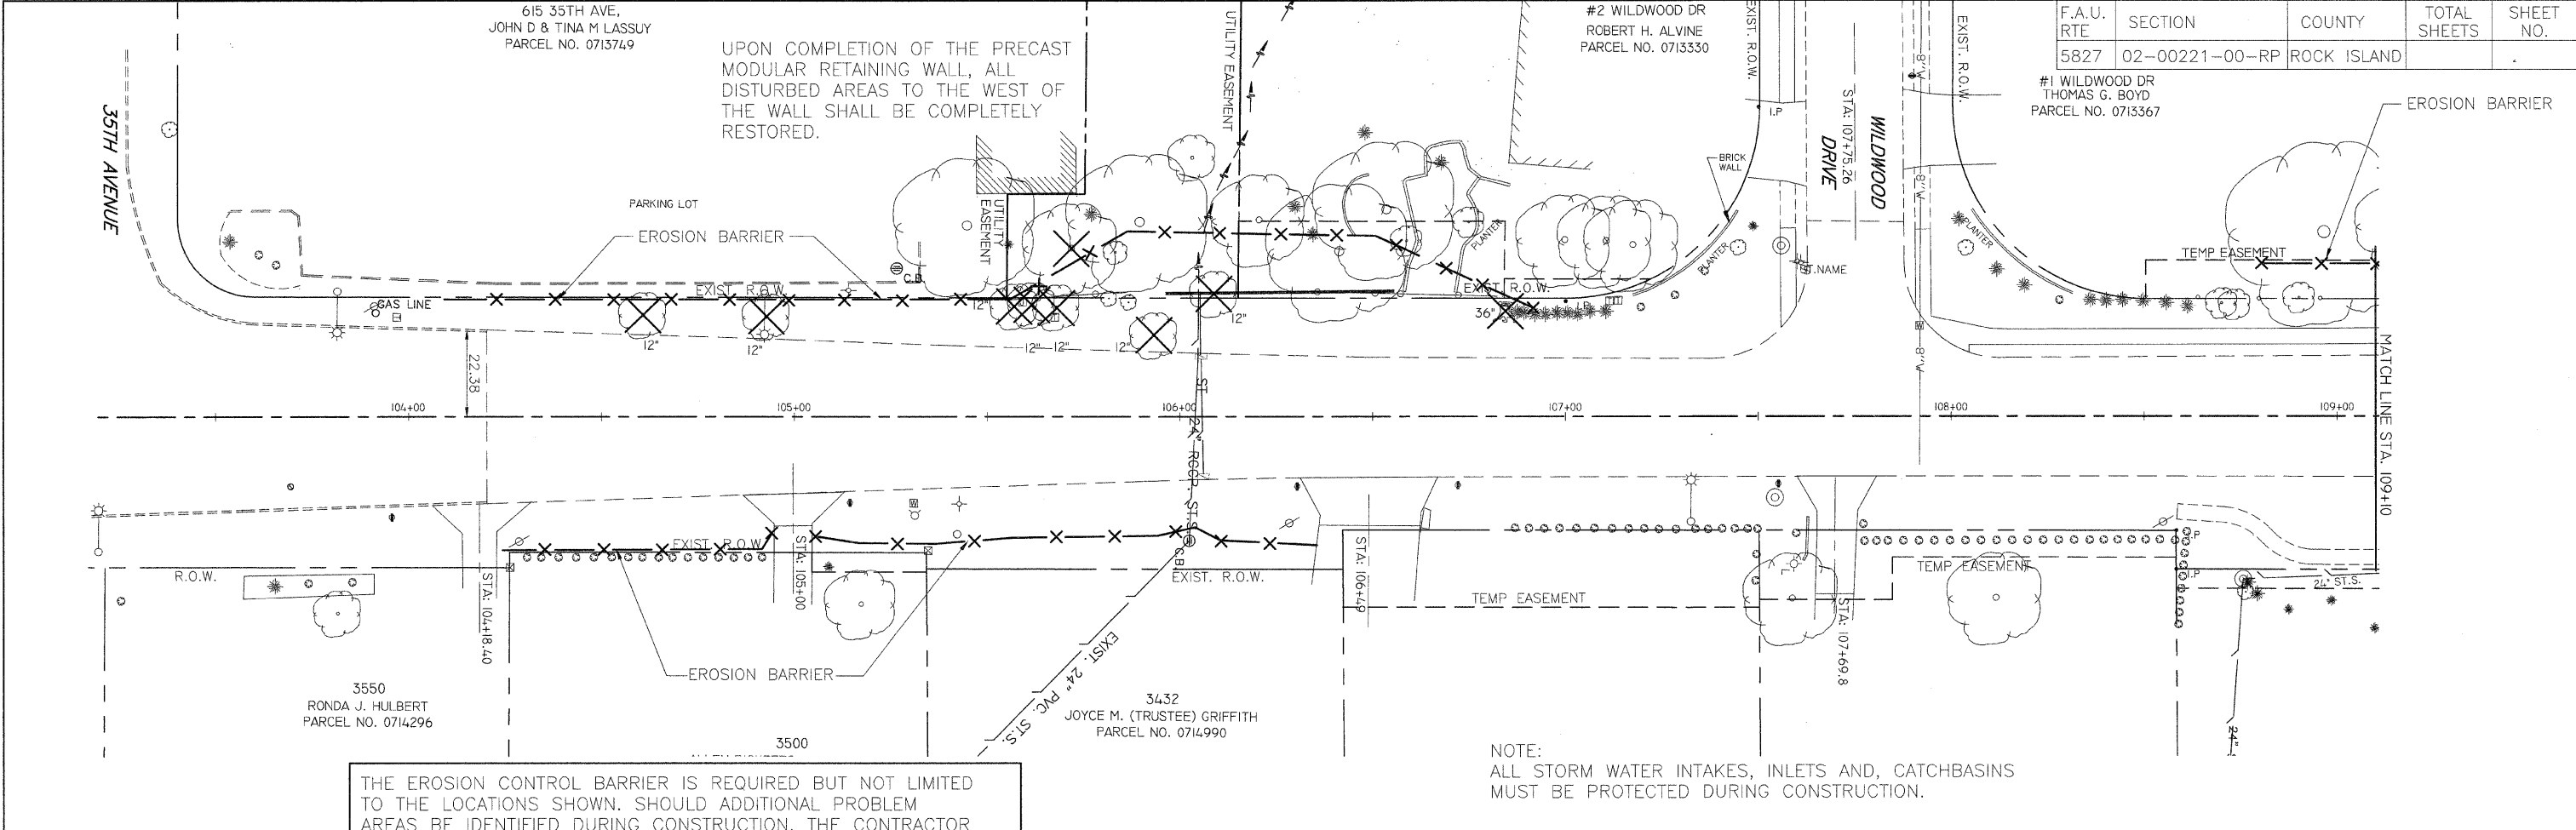 615 35TH AVE,
JOHN D & TINA M LASSUY
PARCEL NO. 0713749
UPON COMPLETION OF THE PRECAST
MODULAR RETAINING WALL, ALL
DISTURBED AREAS TO THE WEST OF
THE WALL SHALL BE COMPLETELY
RESTORED.
UTILITY EASEMENT
#2 WILDWOOD DR
ROBERT H. ALVINE
PARCEL NO. 0713330
EXIST. R.O.W.
EXIST. R.O.W.
F.A.U. RTE SECTION COUNTY TOTAL SHEETS SHEET NO.
5827 02-00221-00-RP ROCK ISLAND
#1 WILDWOOD DR
THOMAS G. BOYD
PARCEL NO. 0713367
EROSION BARRIER
35TH AVENUE
PARKING LOT
EROSION BARRIER
UTILITY
EASEMENT
C.B.
EXIST. R.O.W.
GAS LINE
12"
12"
12"
12"
12"
12"
12"
36"
EXIST. R.O.W.
I.P.
PLANTER
PLANTER
BRICK
WALL
I.P
STA: 107+75.26
WILDWOOD
DRIVE
ST.NAME
8"W
8"W
8"W
PLANTER
TEMP EASEMENT
MATCH LINE STA. 109+10
22.38
104+00
105+00
106+00
107+00
108+00
109+00
ST.
24" RCCP. ST.S.
C.B.
EXIST. R.O.W.
R.O.W.
STA: 104+18.40
STA: 105+00
EXIST. R.O.W.
STA: 106+49
TEMP EASEMENT
STA: 107+69.8
TEMP EASEMENT
I.P
I.P
24" ST.S.
24"
EROSION BARRIER
EXIST. 24" PVC. ST.S.
3550
RONDA J. HULBERT
PARCEL NO. 0714296
3500
3432
JOYCE M. (TRUSTEE) GRIFFITH
PARCEL NO. 0714990
NOTE:
ALL STORM WATER INTAKES, INLETS AND, CATCHBASINS
MUST BE PROTECTED DURING CONSTRUCTION.
THE EROSION CONTROL BARRIER IS REQUIRED BUT NOT LIMITED
TO THE LOCATIONS SHOWN. SHOULD ADDITIONAL PROBLEM
AREAS BE IDENTIFIED DURING CONSTRUCTION, THE CONTRACTOR